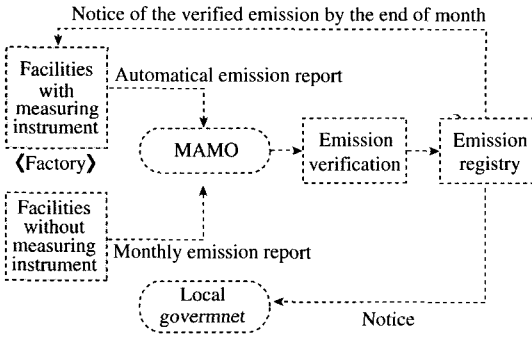 Notice of the verified emission by the end of month
Facilities
with
measuring
instrument
Automatical emission report
《Factory》
MAMO
Emission
verification
Emission
registry
Facilities
without
measuring
instrument
Monthly emission report
Local
govermnet
Notice